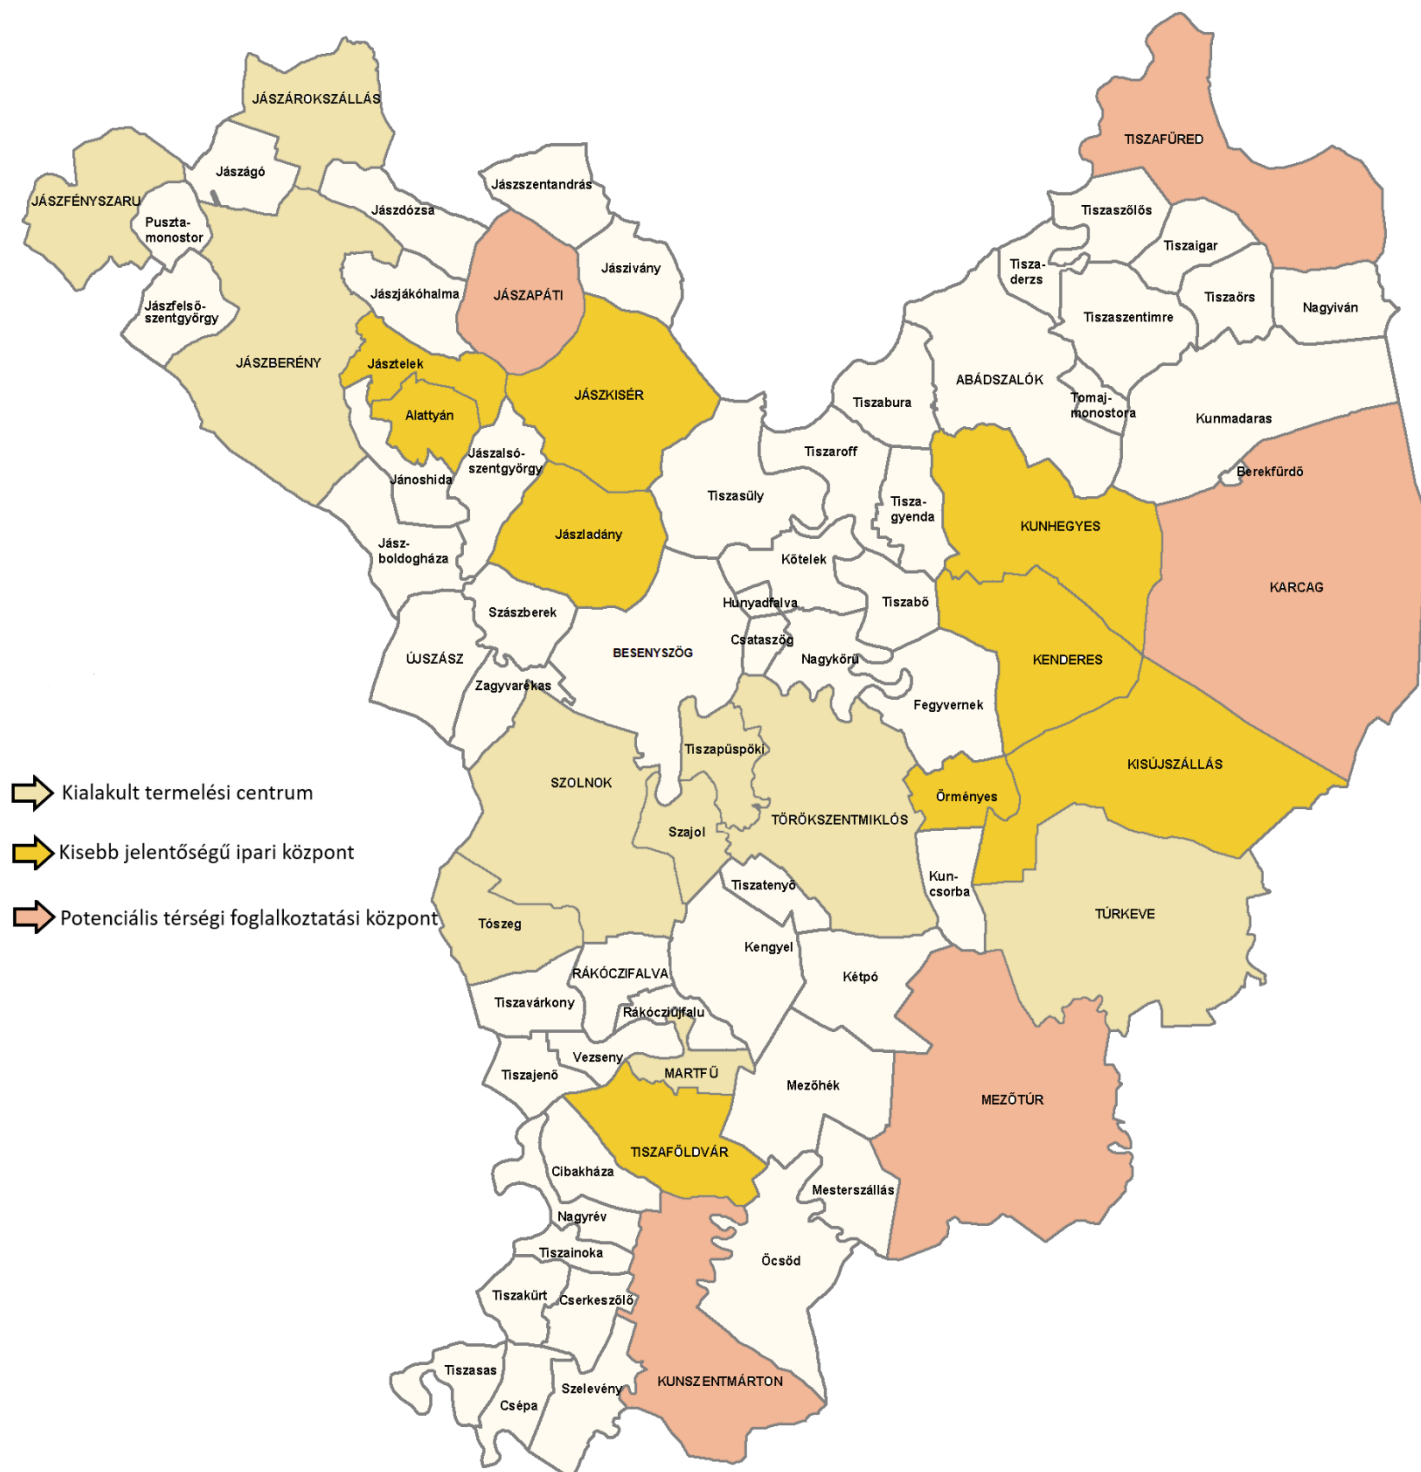 JÁSZÁROKSZÁLLÁS
TISZAFÜRED
Jászágó
JÁSZFÉNYSZARU
Jászszentandrás
Jászdózsa
Tiszaszőlős
Puszta-
monostor
Tiszaigar
Tisza-
derzs
Jászivány
Jászjákóhalma
JÁSZAPÁTI
Tiszaörs
Nagyiván
Jászfelső-
szentgyörgy
Tiszaszentimre
JÁSZBERÉNY
Jásztelek
JÁSZKISÉR
ABÁDSZALÓK
Tiszabura
Tomaj-
monostora
Alattyán
Kunmadaras
Jászalsó-
szentgyörgy
Tiszaroff
Berekfürdő
Jánoshida
Tiszasüly
Tisza-
gyenda
KUNHEGYES
Jászladány
Jász-
boldogháza
Kőtelek
KARCAG
Hunyadfalva
Tiszabő
Szászberek
Csataszög
ÚJSZÁSZ
BESENYSZÖG
Nagykörű
KENDERES
Zagyvarékas
Fegyvernek
Tiszapüspöki
KISÚJSZÁLLÁS
SZOLNOK
Kialakult termelési centrum
Örményes
TÖRÖKSZENTMIKLÓS
Szajol
Kisebb jelentőségű ipari központ
Kun-
csorba
Tiszatenyő
TÚRKEVE
Potenciális térségi foglalkoztatási központ
Tószeg
Kengyel
RÁKÓCZIFALVA
Kétpó
Tiszavárkony
Rákócziújfalu
Vezseny
Tiszajenő
MARTFŰ
Mezőhék
MEZŐTÚR
TISZAFÖLDVÁR
Cibakháza
Mesterszállás
Nagyrév
Tiszainoka
Öcsöd
Tiszakürt
Cserkeszőlő
Tiszasas
KUNSZENTMÁRTON
Szelevény
Csépa